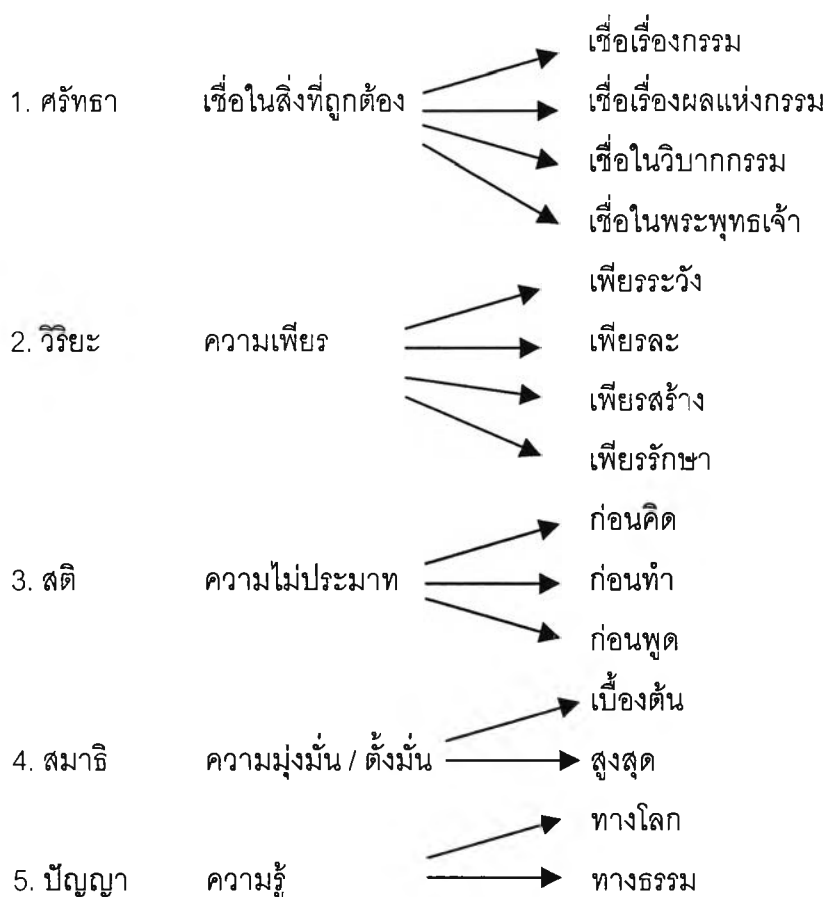 เชื่อเรื่องกรรม
1. ศรัทธา เชื่อในสิ่งที่ถูกต้อง เชื่อเรื่องผลแห่งกรรม
เชื่อในวิบากกรรม
เชื่อในพระพุทธเจ้า
เพียรระวัง
2. วิริยะ ความเพียร เพียรละ
เพียรสร้าง
เพียรรักษา
ก่อนคิด
3. สติ ความไม่ประมาท ก่อนทำ
ก่อนพูด
เบื้องต้น
4. สมาธิ ความมุ่งมั่น / ตั้งมั่น สูงสุด
ทางโลก
5. ปัญญา ความรู้ ทางธรรม